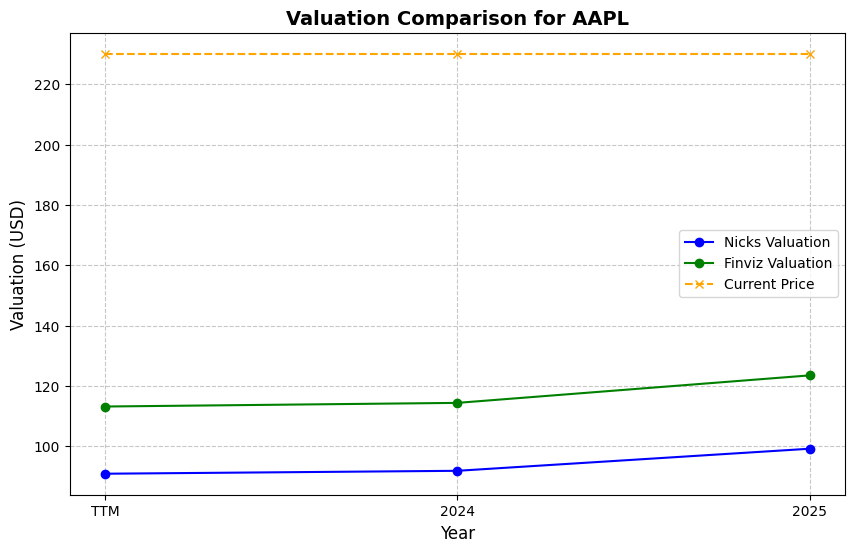 Valuation Comparison for AAPL
Valuation (USD)
220
200
180
160
140
120
100
Nicks Valuation
Finviz Valuation
Current Price
TTM
2024
2025
Year